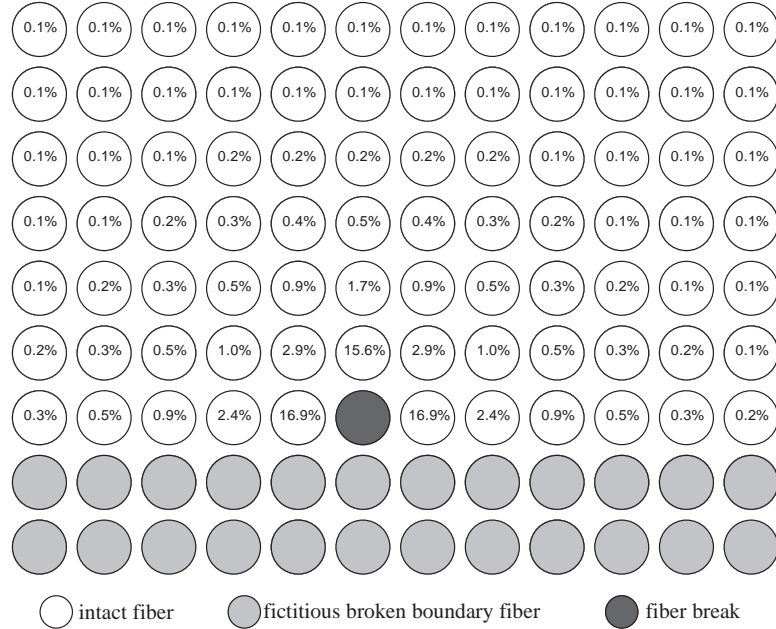 0.1% 0.1% 0.1% 0.1% 0.1% 0.1% 0.1% 0.1% 0.1% 0.1% 0.1% 0.1%
0.1% 0.1% 0.1% 0.1% 0.1% 0.1% 0.1% 0.1% 0.1% 0.1% 0.1% 0.1%
0.1% 0.1% 0.1% 0.2% 0.2% 0.2% 0.2% 0.2% 0.1% 0.1% 0.1% 0.1%
0.1% 0.1% 0.2% 0.3% 0.4% 0.5% 0.4% 0.3% 0.2% 0.1% 0.1% 0.1%
0.1% 0.2% 0.3% 0.5% 0.9% 1.7% 0.9% 0.5% 0.3% 0.2% 0.1% 0.1%
0.2% 0.3% 0.5% 1.0% 2.9% 15.6% 2.9% 1.0% 0.5% 0.3% 0.2% 0.1%
0.3% 0.5% 0.9% 2.4% 16.9% 16.9% 2.4% 0.9% 0.5% 0.3% 0.2%
intact fiber fictitious broken boundary fiber fiber break